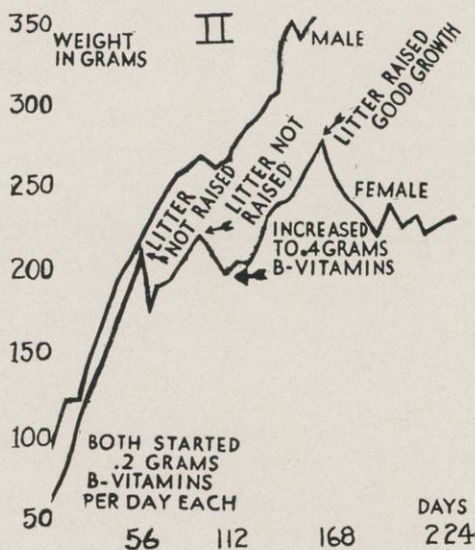 350
WEIGHT
IN GRAMS
II
MALE
300
LITTER RAISED
GOOD GROWTH
LITTER NOT
RAISED
LITTER
NOT RAISED
250
FEMALE
INCREASED
TO .4 GRAMS
B-VITAMINS
200
150
100
BOTH STARTED
.2 GRAMS
B-VITAMINS
PER DAY EACH
50
DAYS
56 112 168 224